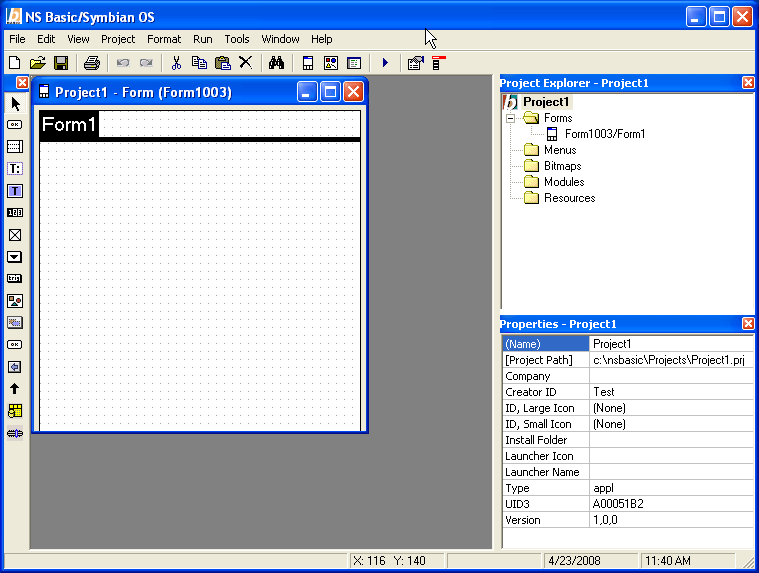 NS Basic/Symbian OS
File Edit View Project Format Run Tools Window Help
Project1 - Form (Form1003)
Form1
Project Explorer - Project1
Project1
Forms
Form1003/Form1
Menus
Bitmaps
Modules
Resources
Properties - Project1
(Name) Project1
[Project Path] c:\nsbasic\Projects\Project1.prj
Company
Creator ID Test
ID, Large Icon (None)
ID, Small Icon (None)
Install Folder
Launcher Icon
Launcher Name
Type appl
UID3 A00051B2
Version 1,0,0
X: 116 Y: 140 4/23/2008 11:40 AM